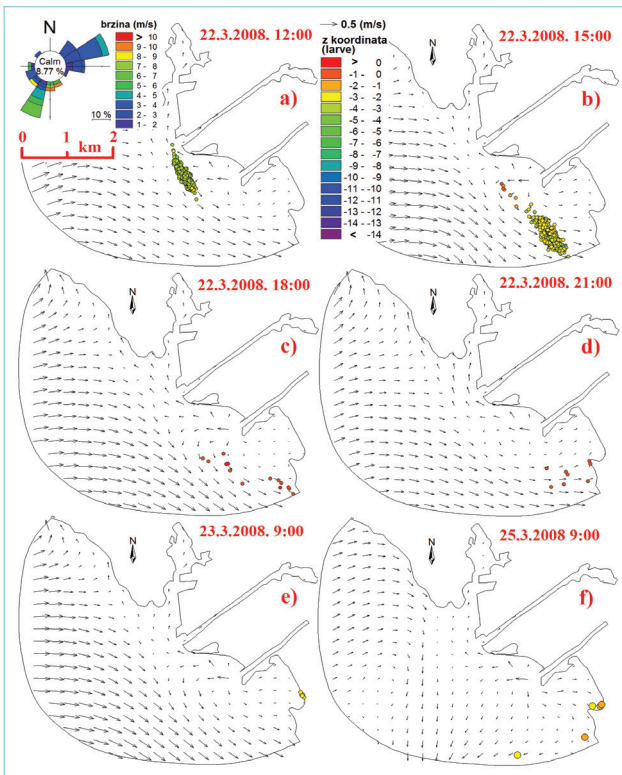 N
brzina (m/s)
> 10
9 - 10
8 - 9
7 - 8
6 - 7
5 - 6
4 - 5
3 - 4
2 - 3
1 - 2
Calm
8.77 %
10 %
0 1 2
km
22.3.2008. 12:00
a)
0.5 (m/s)
z koordinata
(larve)
> 0
-1 - 0
-2 - -1
-3 - -2
-4 - -3
-5 - -4
-6 - -5
-7 - -6
-8 - -7
-9 - -8
-10 - -9
-11 - -10
-12 - -11
-13 - -12
-14 - -13
< -14
N
22.3.2008. 15:00
b)
22.3.2008. 18:00
N
c)
22.3.2008. 21:00
N
d)
23.3.2008. 9:00
N
e)
25.3.2008 9:00
N
f)